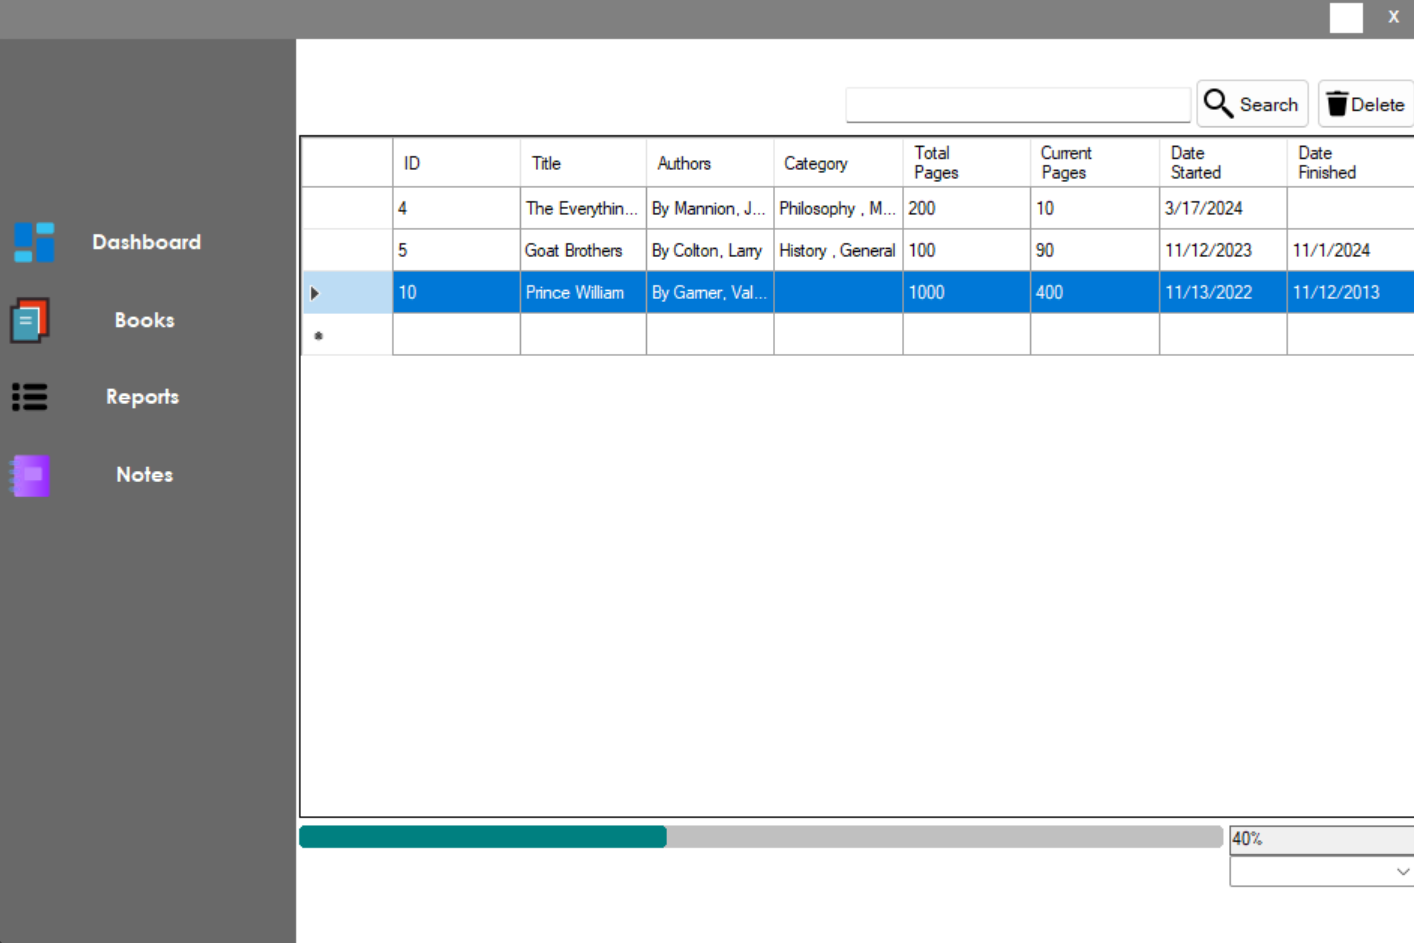 X
Search
Delete
ID Title Authors Category Total Pages Current Pages Date Started Date Finished
4 The Everythin... By Mannion, J... Philosophy , M... 200 10 3/17/2024
5 Goat Brothers By Colton, Larry History , General 100 90 11/12/2023 11/1/2024
10 Prince William By Garner, Val... 1000 400 11/13/2022 11/12/2013
Dashboard
Books
Reports
Notes
40%